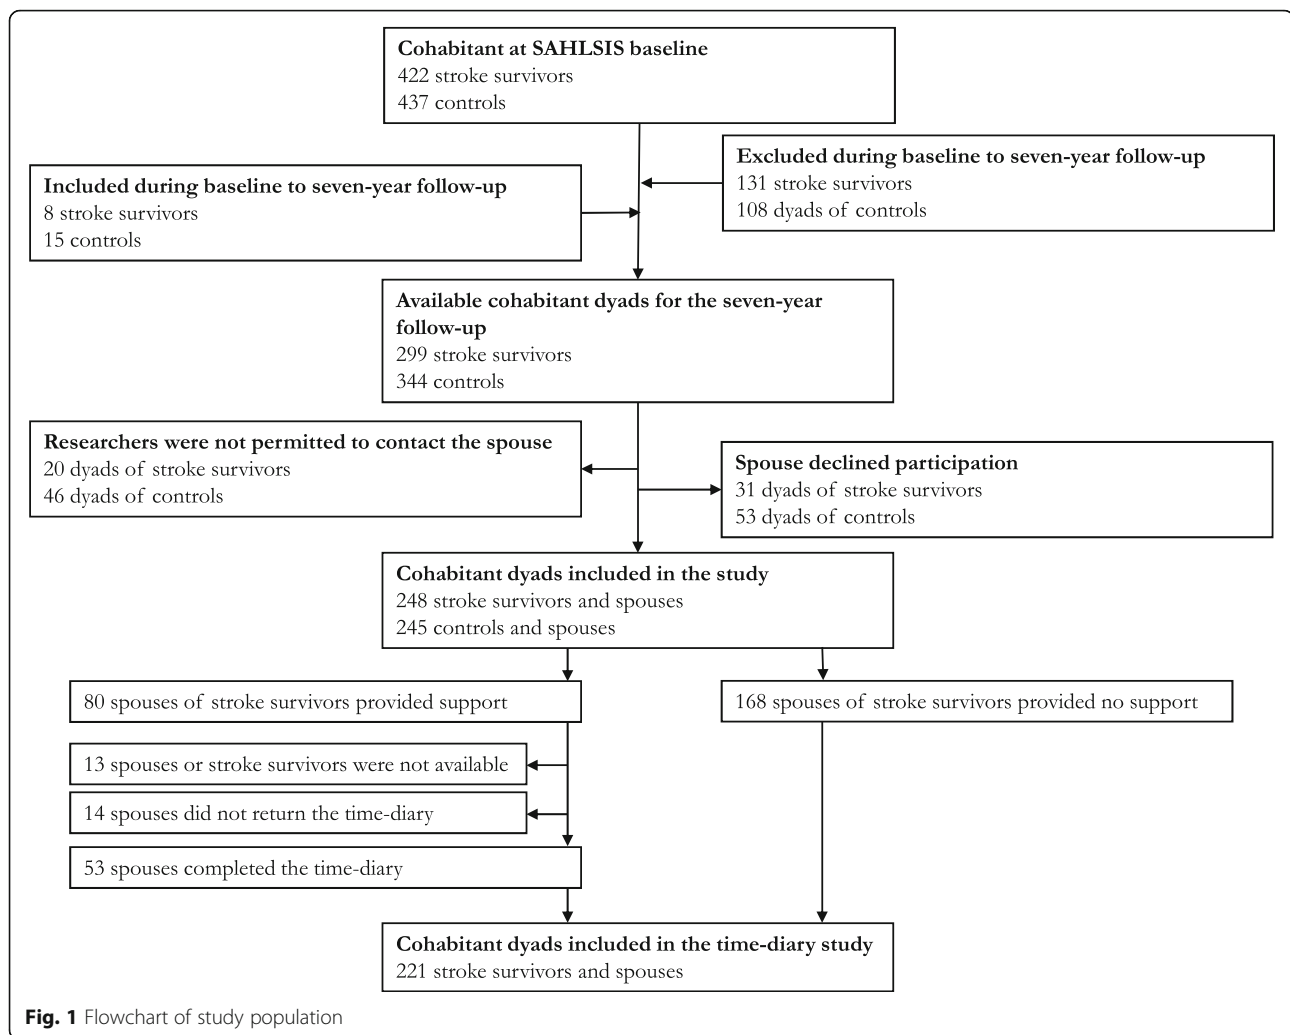 Cohabitant at SAHLSIS baseline
422 stroke survivors
437 controls
Excluded during baseline to seven-year follow-up
131 stroke survivors
108 dyads of controls
Included during baseline to seven-year follow-up
8 stroke survivors
15 controls
Available cohabitant dyads for the seven-year
follow-up
299 stroke survivors
344 controls
Researchers were not permitted to contact the spouse
20 dyads of stroke survivors
46 dyads of controls
Spouse declined participation
31 dyads of stroke survivors
53 dyads of controls
Cohabitant dyads included in the study
248 stroke survivors and spouses
245 controls and spouses
80 spouses of stroke survivors provided support
168 spouses of stroke survivors provided no support
13 spouses or stroke survivors were not available
14 spouses did not return the time-diary
53 spouses completed the time-diary
Cohabitant dyads included in the time-diary study
221 stroke survivors and spouses
Fig. 1 Flowchart of study population